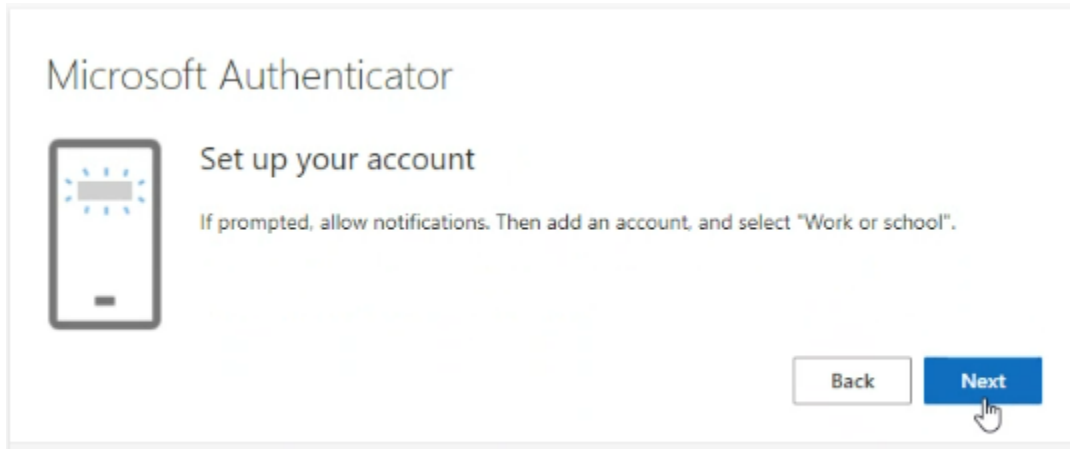 Microsoft Authenticator
Set up your account
If prompted, allow notifications. Then add an account, and select "Work or school".
Back
Next